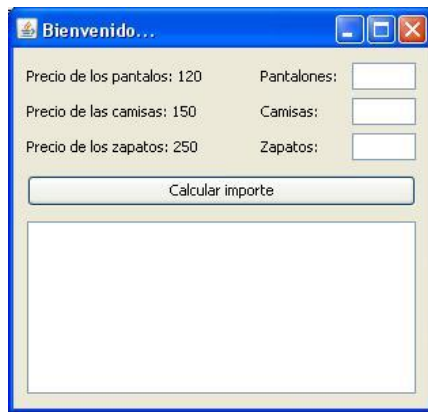 Bienvenido...
Precio de los pantalos: 120 Pantalones:
Precio de las camisas: 150 Camisas:
Precio de los zapatos: 250 Zapatos:
Calcular importe